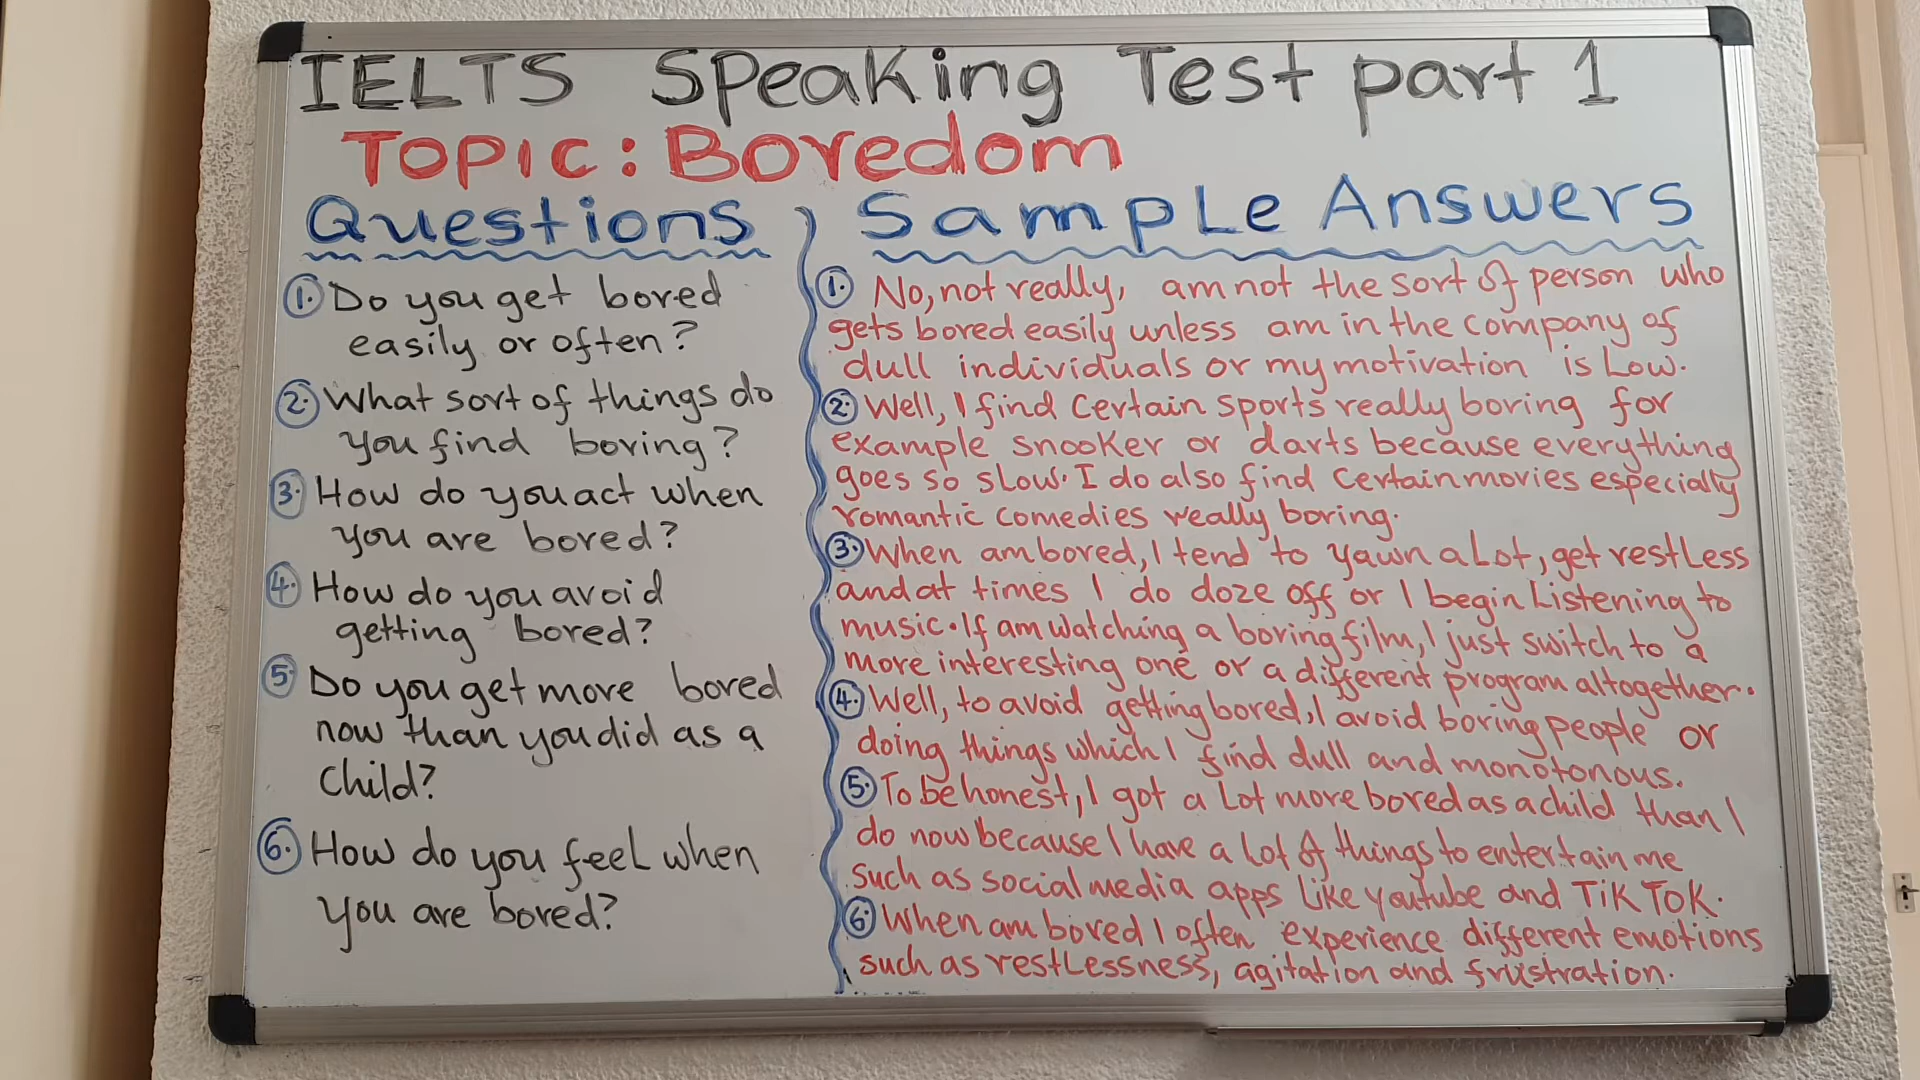 IELTS Speaking Test part 1
Topic: Boredom
Questions
1. Do you get bored
easily or often?
2. What sort of things do
you find boring?
3. How do you act when
you are bored?
4. How do you avoid
getting bored?
5. Do you get more bored
now than you did as a
child?
6. How do you feel when
you are bored?
Sample Answers
1. No, not really, am not the sort of person who
gets bored easily unless am in the company of
dull individuals or my motivation is low.
2. Well, I find certain sports really boring for
example snooker or darts because everything
goes so slow. I do also find certain movies especially
romantic comedies really boring.
3. When am bored, I tend to yawn a lot, get restless
and at times I do doze off or I begin listening to
music. If am watching a boring film, I just switch to a
more interesting one or a different program altogether.
4. Well, to avoid getting bored, I avoid boring people or
doing things which I find dull and monotonous.
5. To be honest, I got a lot more bored as a child than I
do now because I have a lot of things to entertain me
such as social media apps like youtube and TikTok.
6. When am bored I often experience different emotions
such as restlessness, agitation and frustration.